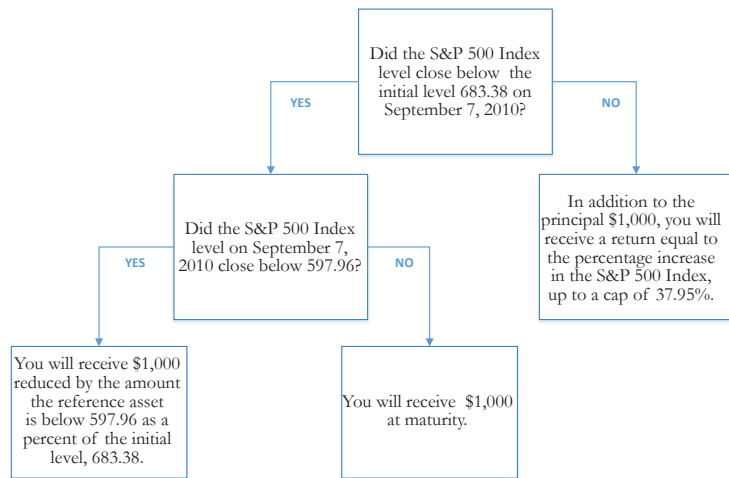 Did the S&P 500 Index
level close below the
initial level 683.38 on
September 7, 2010?
YES
NO
Did the S&P 500 Index
level on September 7,
2010 close below 597.96?
In addition to the
principal $1,000, you will
receive a return equal to
the percentage increase
in the S&P 500 Index,
up to a cap of 37.95%.
YES
NO
You will receive $1,000
reduced by the amount
the reference asset
is below 597.96 as a
percent of the initial
level, 683.38.
You will receive $1,000
at maturity.